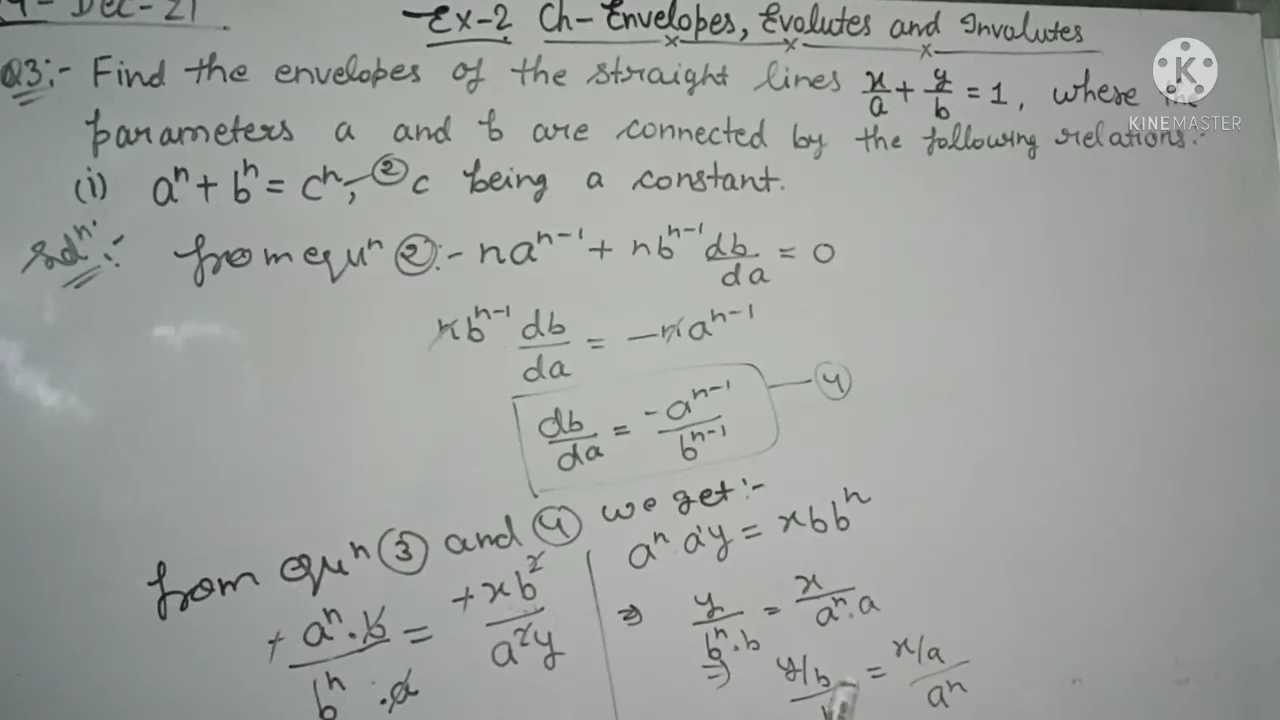 Dec-21
Ex-2 Ch- Envelopes, Evolutes and Involutes
Q3:- Find the envelopes of the straight lines x/a + y/b = 1, where the
parameters a and b are connected by the following relations:
(i) aⁿ + bⁿ = cⁿ, —② c being a constant.
Solⁿ:- from equⁿ ②:- naⁿ⁻¹ + nbⁿ⁻¹ db/da = 0
nbⁿ⁻¹ db/da = -naⁿ⁻¹
db/da = -aⁿ⁻¹/bⁿ⁻¹ —④
from equⁿ ③ and ④ we get:-
+ aⁿ.b/bⁿ.a = + xb²/a²y
aⁿ a y = x b bⁿ
⇒ y/bⁿ.b = x/aⁿ.a
⇒ y/b = x/a/aⁿ
K
KINEMASTER